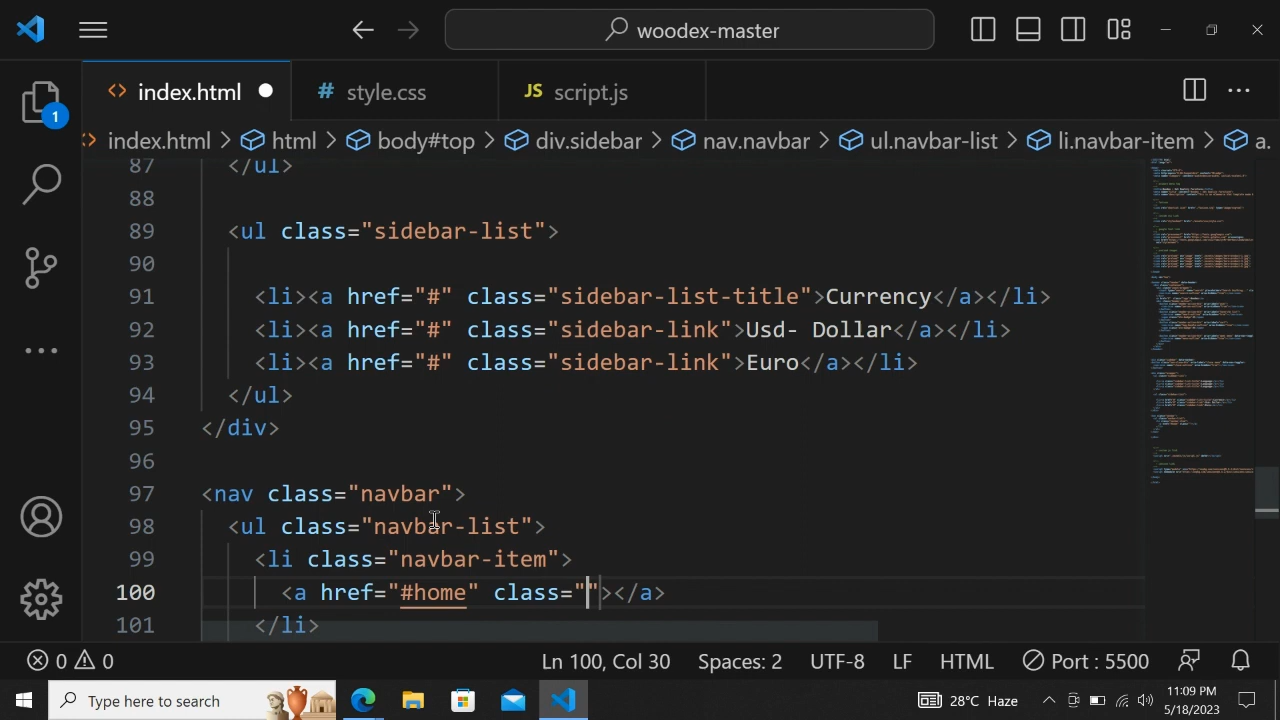 woodex-master
index.html
# style.css
JS script.js
1
index.html > html > body#top > div.sidebar > nav.navbar > ul.navbar-list > li.navbar-item > a.
87 </ul>
88
89 <ul class="sidebar-list">
90
91 <li><a href="#" class="sidebar-list-title">Currency</a></li>
92 <li><a href="#" class="sidebar-link">Usd- Dollar</a></li>
93 <li><a href="#" class="sidebar-link">Euro</a></li>
94 </ul>
95 </div>
96
97 <nav class="navbar">
98 <ul class="navbar-list">
99 <li class="navbar-item">
100 <a href="#home" class=""></a>
101 </li>
0 0 Ln 100, Col 30 Spaces: 2 UTF-8 LF HTML Port : 5500
Type here to search
28°C Haze
11:09 PM
5/18/2023